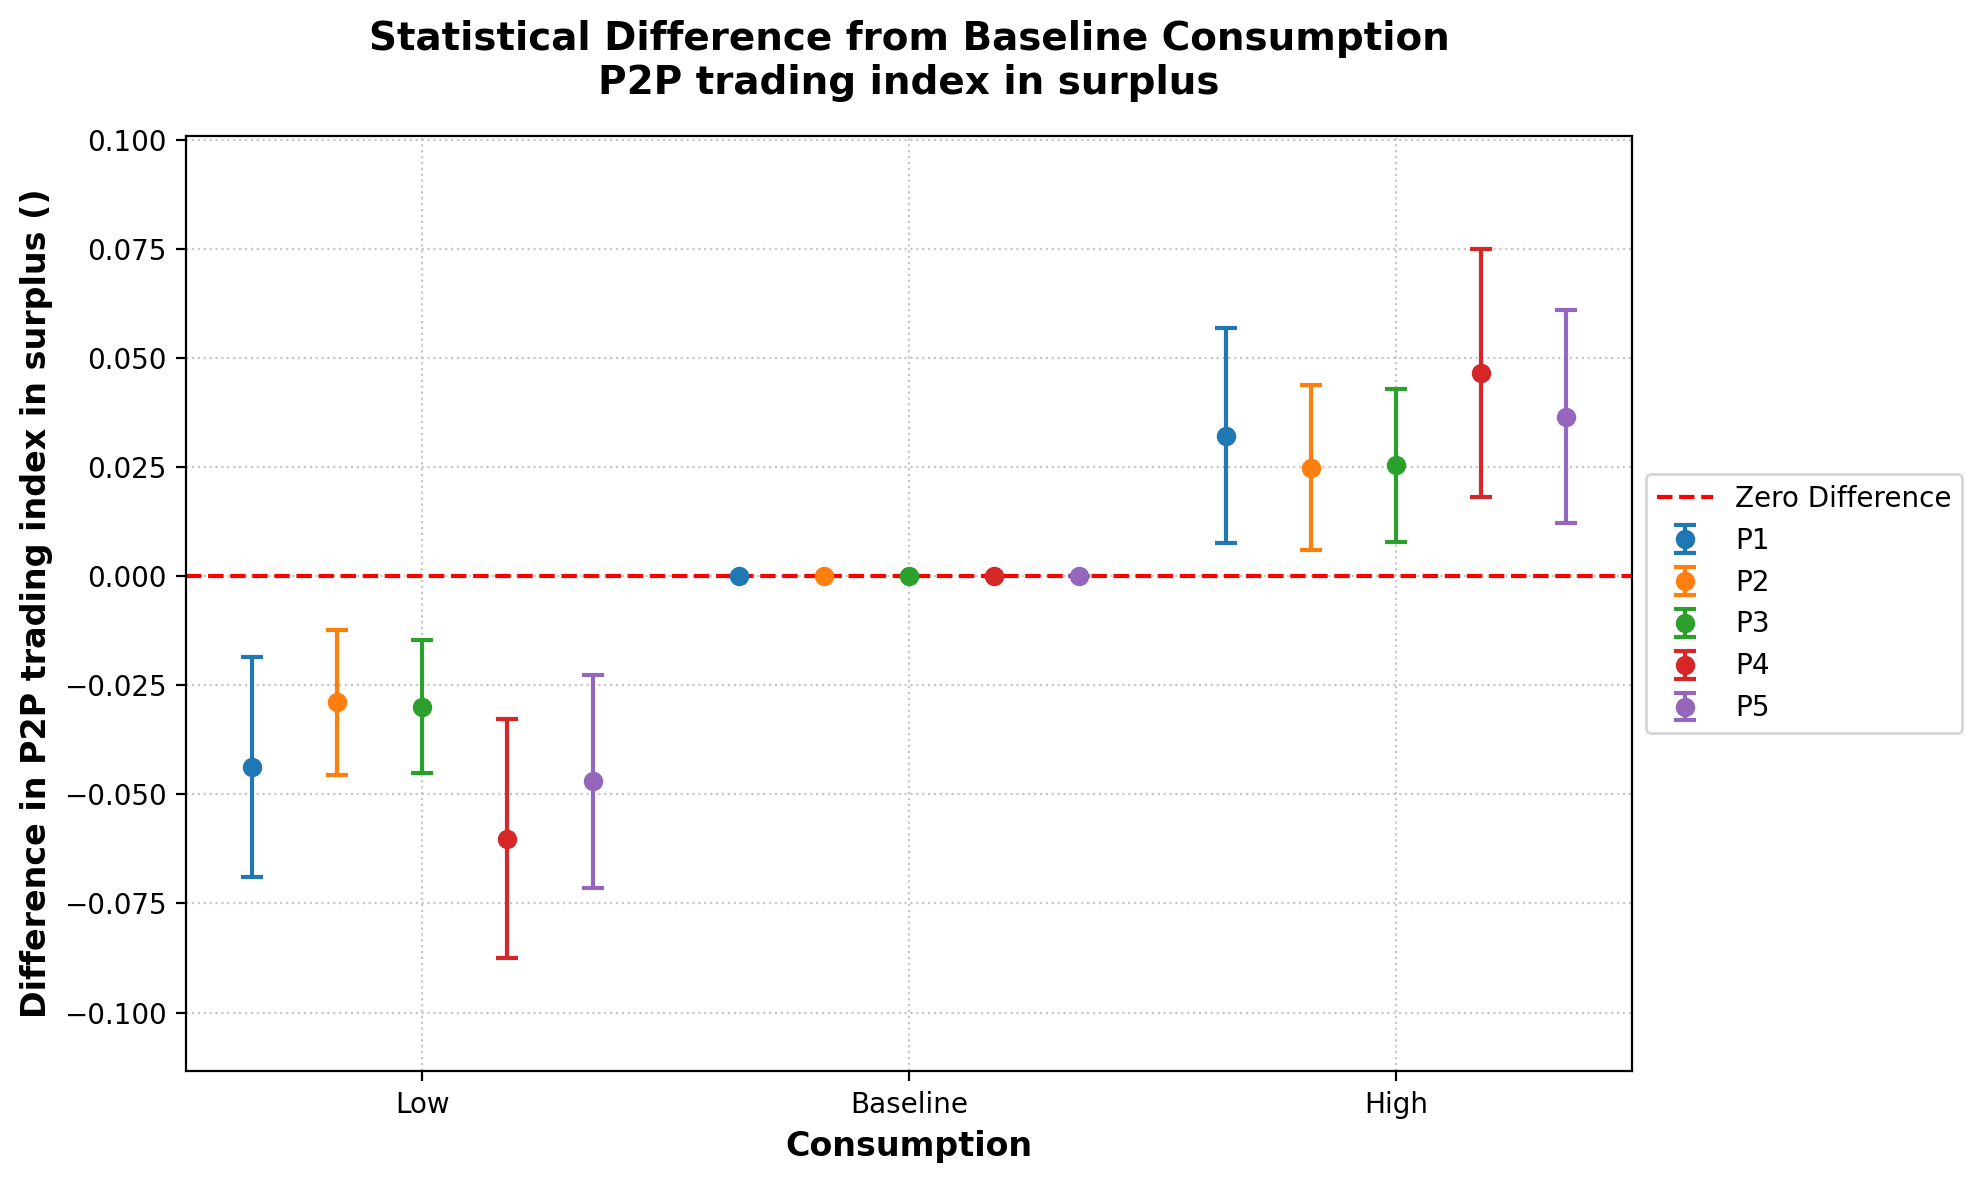 Statistical Difference from Baseline Consumption
P2P trading index in surplus
Difference in P2P trading index in surplus ()
0.100
0.075
0.050
0.025
0.000
−0.025
−0.050
−0.075
−0.100
Low
Baseline
High
Consumption
Zero Difference
P1
P2
P3
P4
P5